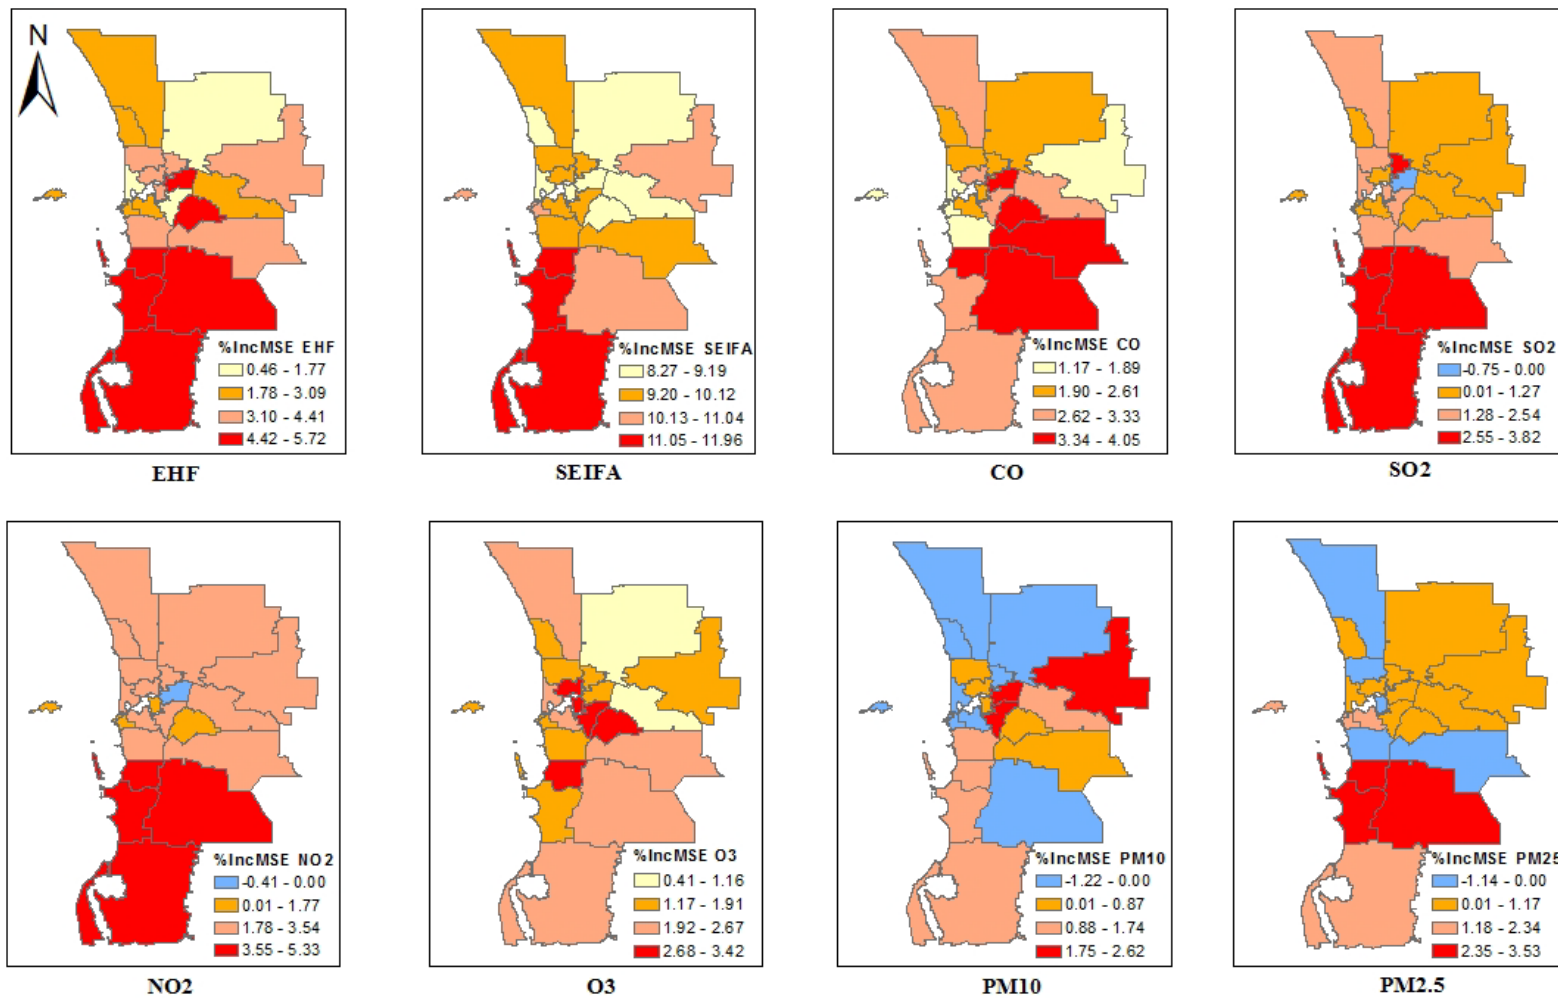 N
%IncMSE EHF
0.46 - 1.77
1.78 - 3.09
3.10 - 4.41
4.42 - 5.72
EHF
%IncMSE SEIFA
8.27 - 9.19
9.20 - 10.12
10.13 - 11.04
11.05 - 11.96
SEIFA
%IncMSE CO
1.17 - 1.89
1.90 - 2.61
2.62 - 3.33
3.34 - 4.05
CO
%IncMSE SO2
-0.75 - 0.00
0.01 - 1.27
1.28 - 2.54
2.55 - 3.82
SO2
%IncMSE NO2
-0.41 - 0.00
0.01 - 1.77
1.78 - 3.54
3.55 - 5.33
NO2
%IncMSE O3
0.41 - 1.16
1.17 - 1.91
1.92 - 2.67
2.68 - 3.42
O3
%IncMSE PM10
-1.22 - 0.00
0.01 - 0.87
0.88 - 1.74
1.75 - 2.62
PM10
%IncMSE PM25
-1.14 - 0.00
0.01 - 1.17
1.18 - 2.34
2.35 - 3.53
PM2.5